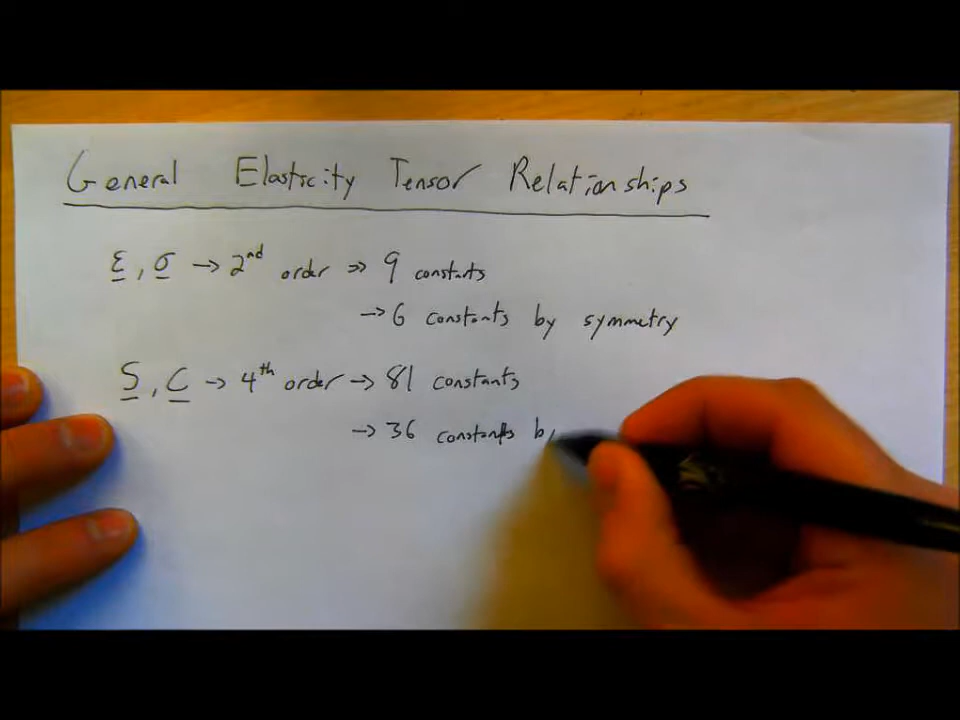 General Elasticity Tensor Relationships
ε, σ → 2nd order ⇒ 9 constants
→ 6 constants by symmetry
S, C → 4th order → 81 constants
→ 36 constants